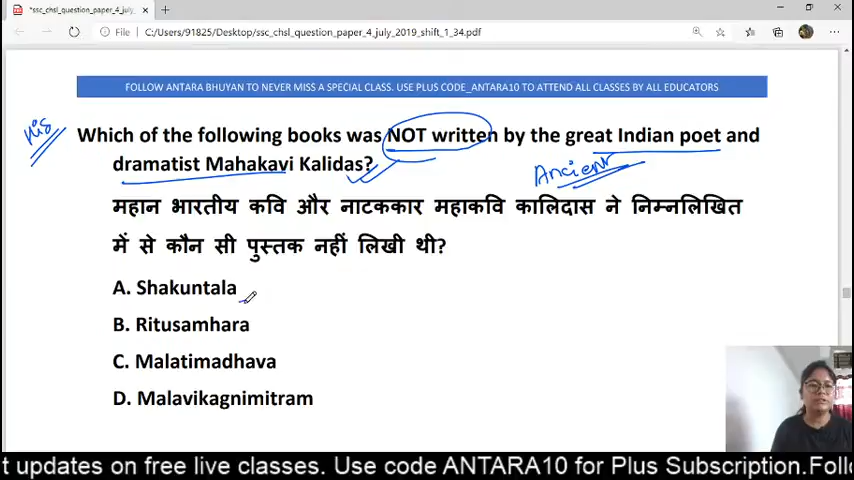 *ssc_chsl_question_paper_4_july_
File
C:/Users/91825/Desktop/ssc_chsl_question_paper_4_july_2019_shift_1_34.pdf
FOLLOW ANTARA BHUYAN TO NEVER MISS A SPECIAL CLASS. USE PLUS CODE_ANTARA10 TO ATTEND ALL CLASSES BY ALL EDUCATORS
His
Which of the following books was NOT written by the great Indian poet and
dramatist Mahakavi Kalidas?
Ancient
महान भारतीय कवि और नाटककार महाकवि कालिदास ने निम्नलिखित
में से कौन सी पुस्तक नहीं लिखी थी?
A. Shakuntala
B. Ritusamhara
C. Malatimadhava
D. Malavikagnimitram
t updates on free live classes. Use code ANTARA10 for Plus Subscription.Follo